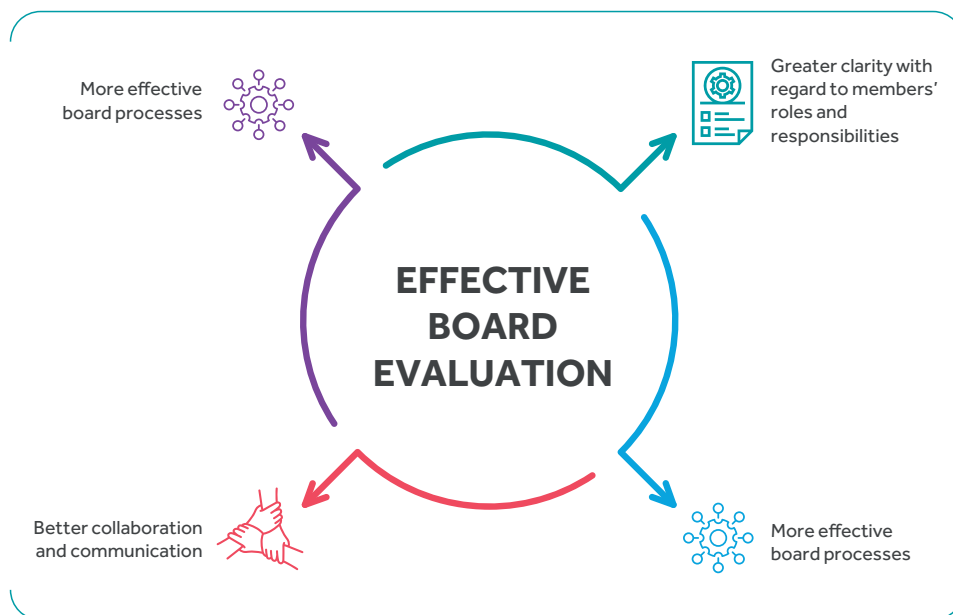 More effective
board processes
Greater clarity with
regard to members’
roles and
responsibilities
EFFECTIVE
BOARD
EVALUATION
Better collaboration
and communication
More effective
board processes